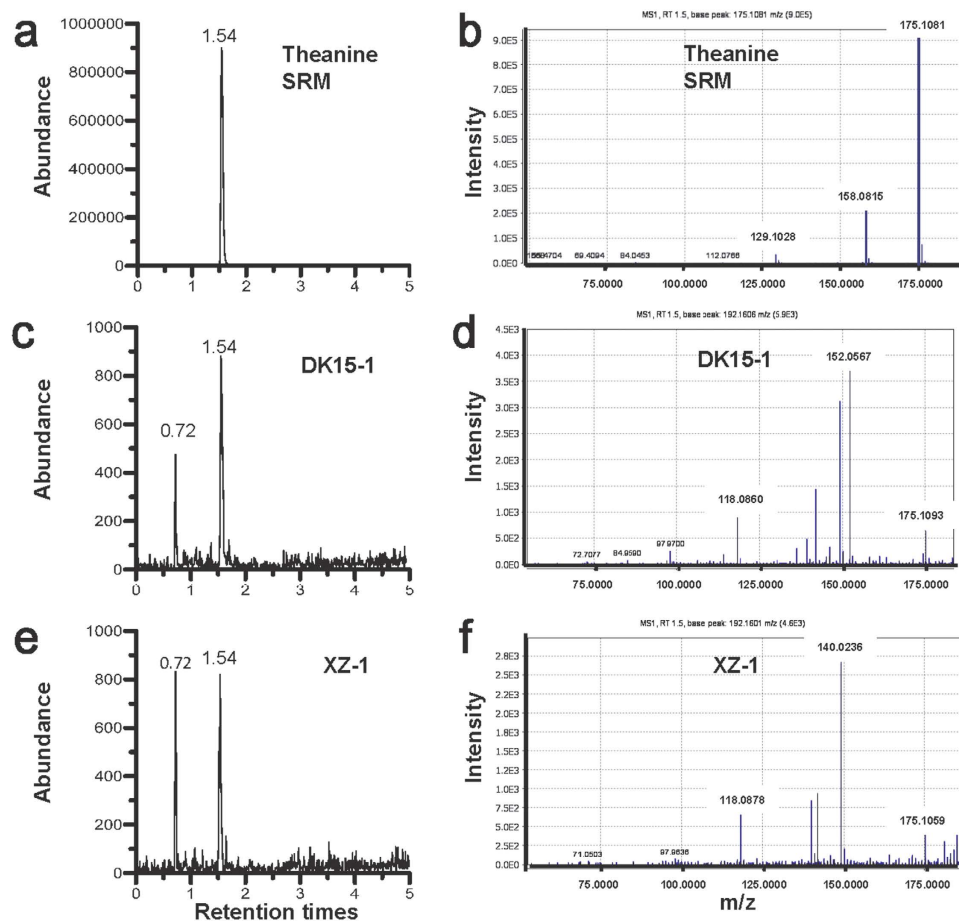 a
1.54
Theanine
SRM
Abundance
1000000
800000
600000
400000
200000
0
0 1 2 3 4 5
b
MS1, RT 1.5, base peak: 175.1081 m/z (9.0E5)
175.1081
Theanine
SRM
Intensity
9.0E5
8.0E5
7.0E5
6.0E5
5.0E5
4.0E5
3.0E5
2.0E5
1.0E5
0.0E0
158.0815
129.1028
69.4094 84.0453 112.0766
75.0000 100.0000 125.0000 150.0000 175.0000
c
1.54
DK15-1
0.72
Abundance
1000
800
600
400
200
0
0 1 2 3 4 5
d
MS1, RT 1.5, base peak: 192.1606 m/z (5.9E3)
152.0567
DK15-1
Intensity
4.5E3
4.0E3
3.5E3
3.0E3
2.5E3
2.0E3
1.5E3
1.0E3
5.0E2
0.0E0
118.0860
175.1093
97.9700
72.7077 84.9590
75.0000 100.0000 125.0000 150.0000 175.0000
e
0.72 1.54
XZ-1
Abundance
1000
800
600
400
200
0
0 1 2 3 4 5
Retention times
f
MS1, RT 1.5, base peak: 192.1601 m/z (4.6E3)
140.0236
XZ-1
Intensity
2.8E3
2.5E3
2.3E3
2.0E3
1.8E3
1.5E3
1.3E3
1.0E3
7.5E2
5.0E2
2.5E2
0.0E0
118.0878
175.1059
71.0503 97.9636
75.0000 100.0000 125.0000 150.0000 175.0000
m/z